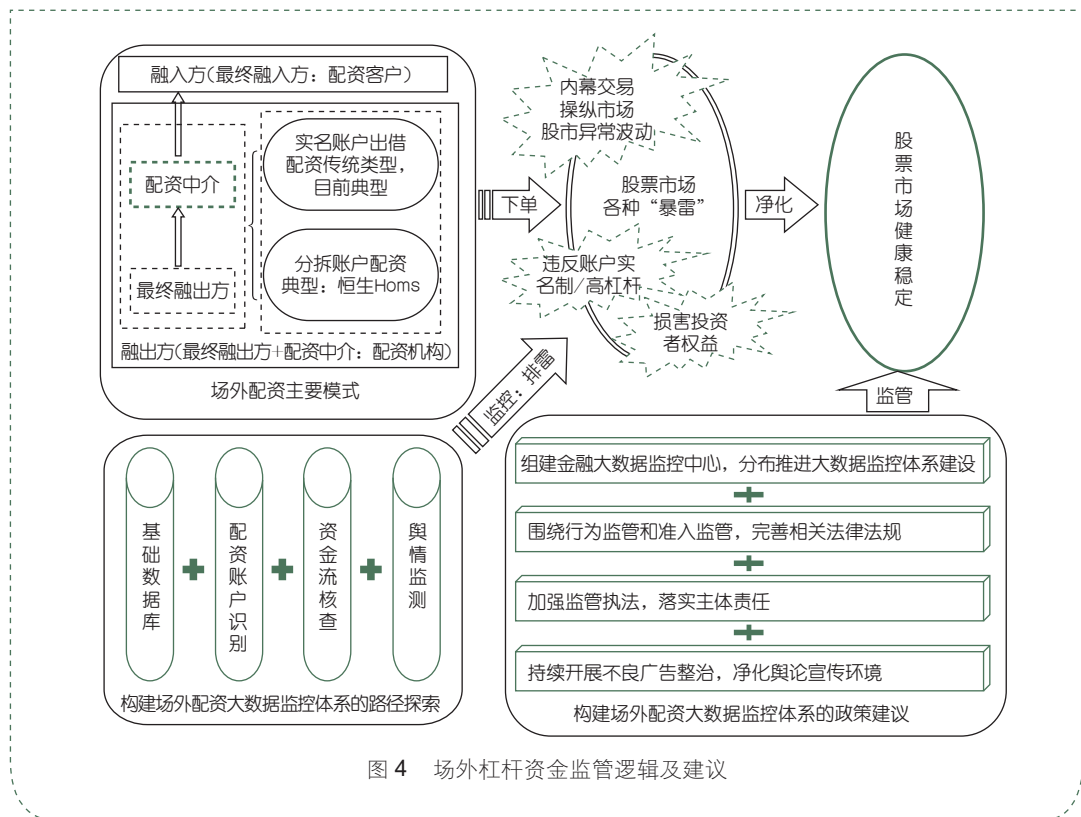 融入方(最终融入方：配资客户)
配资中介
最终融出方
实名账户出借
配资传统类型，
目前典型
分拆账户配资
典型：恒生Homs
融出方(最终融出方+配资中介：配资机构)
场外配资主要模式
下单
内幕交易
操纵市场
股市异常波动
股票市场
各种“暴雷”
违反账户实
名制/高杠杆
损害投资
者权益
净化
股票市场健康稳定
监控：排雷
监管
基础数据库
配资账户识别
资金流核查
舆情监测
构建场外配资大数据监控体系的路径探索
组建金融大数据监控中心，分布推进大数据监控体系建设
围绕行为监管和准入监管，完善相关法律法规
加强监管执法，落实主体责任
持续开展不良广告整治，净化舆论宣传环境
构建场外配资大数据监控体系的政策建议
图 4 场外杠杆资金监管逻辑及建议